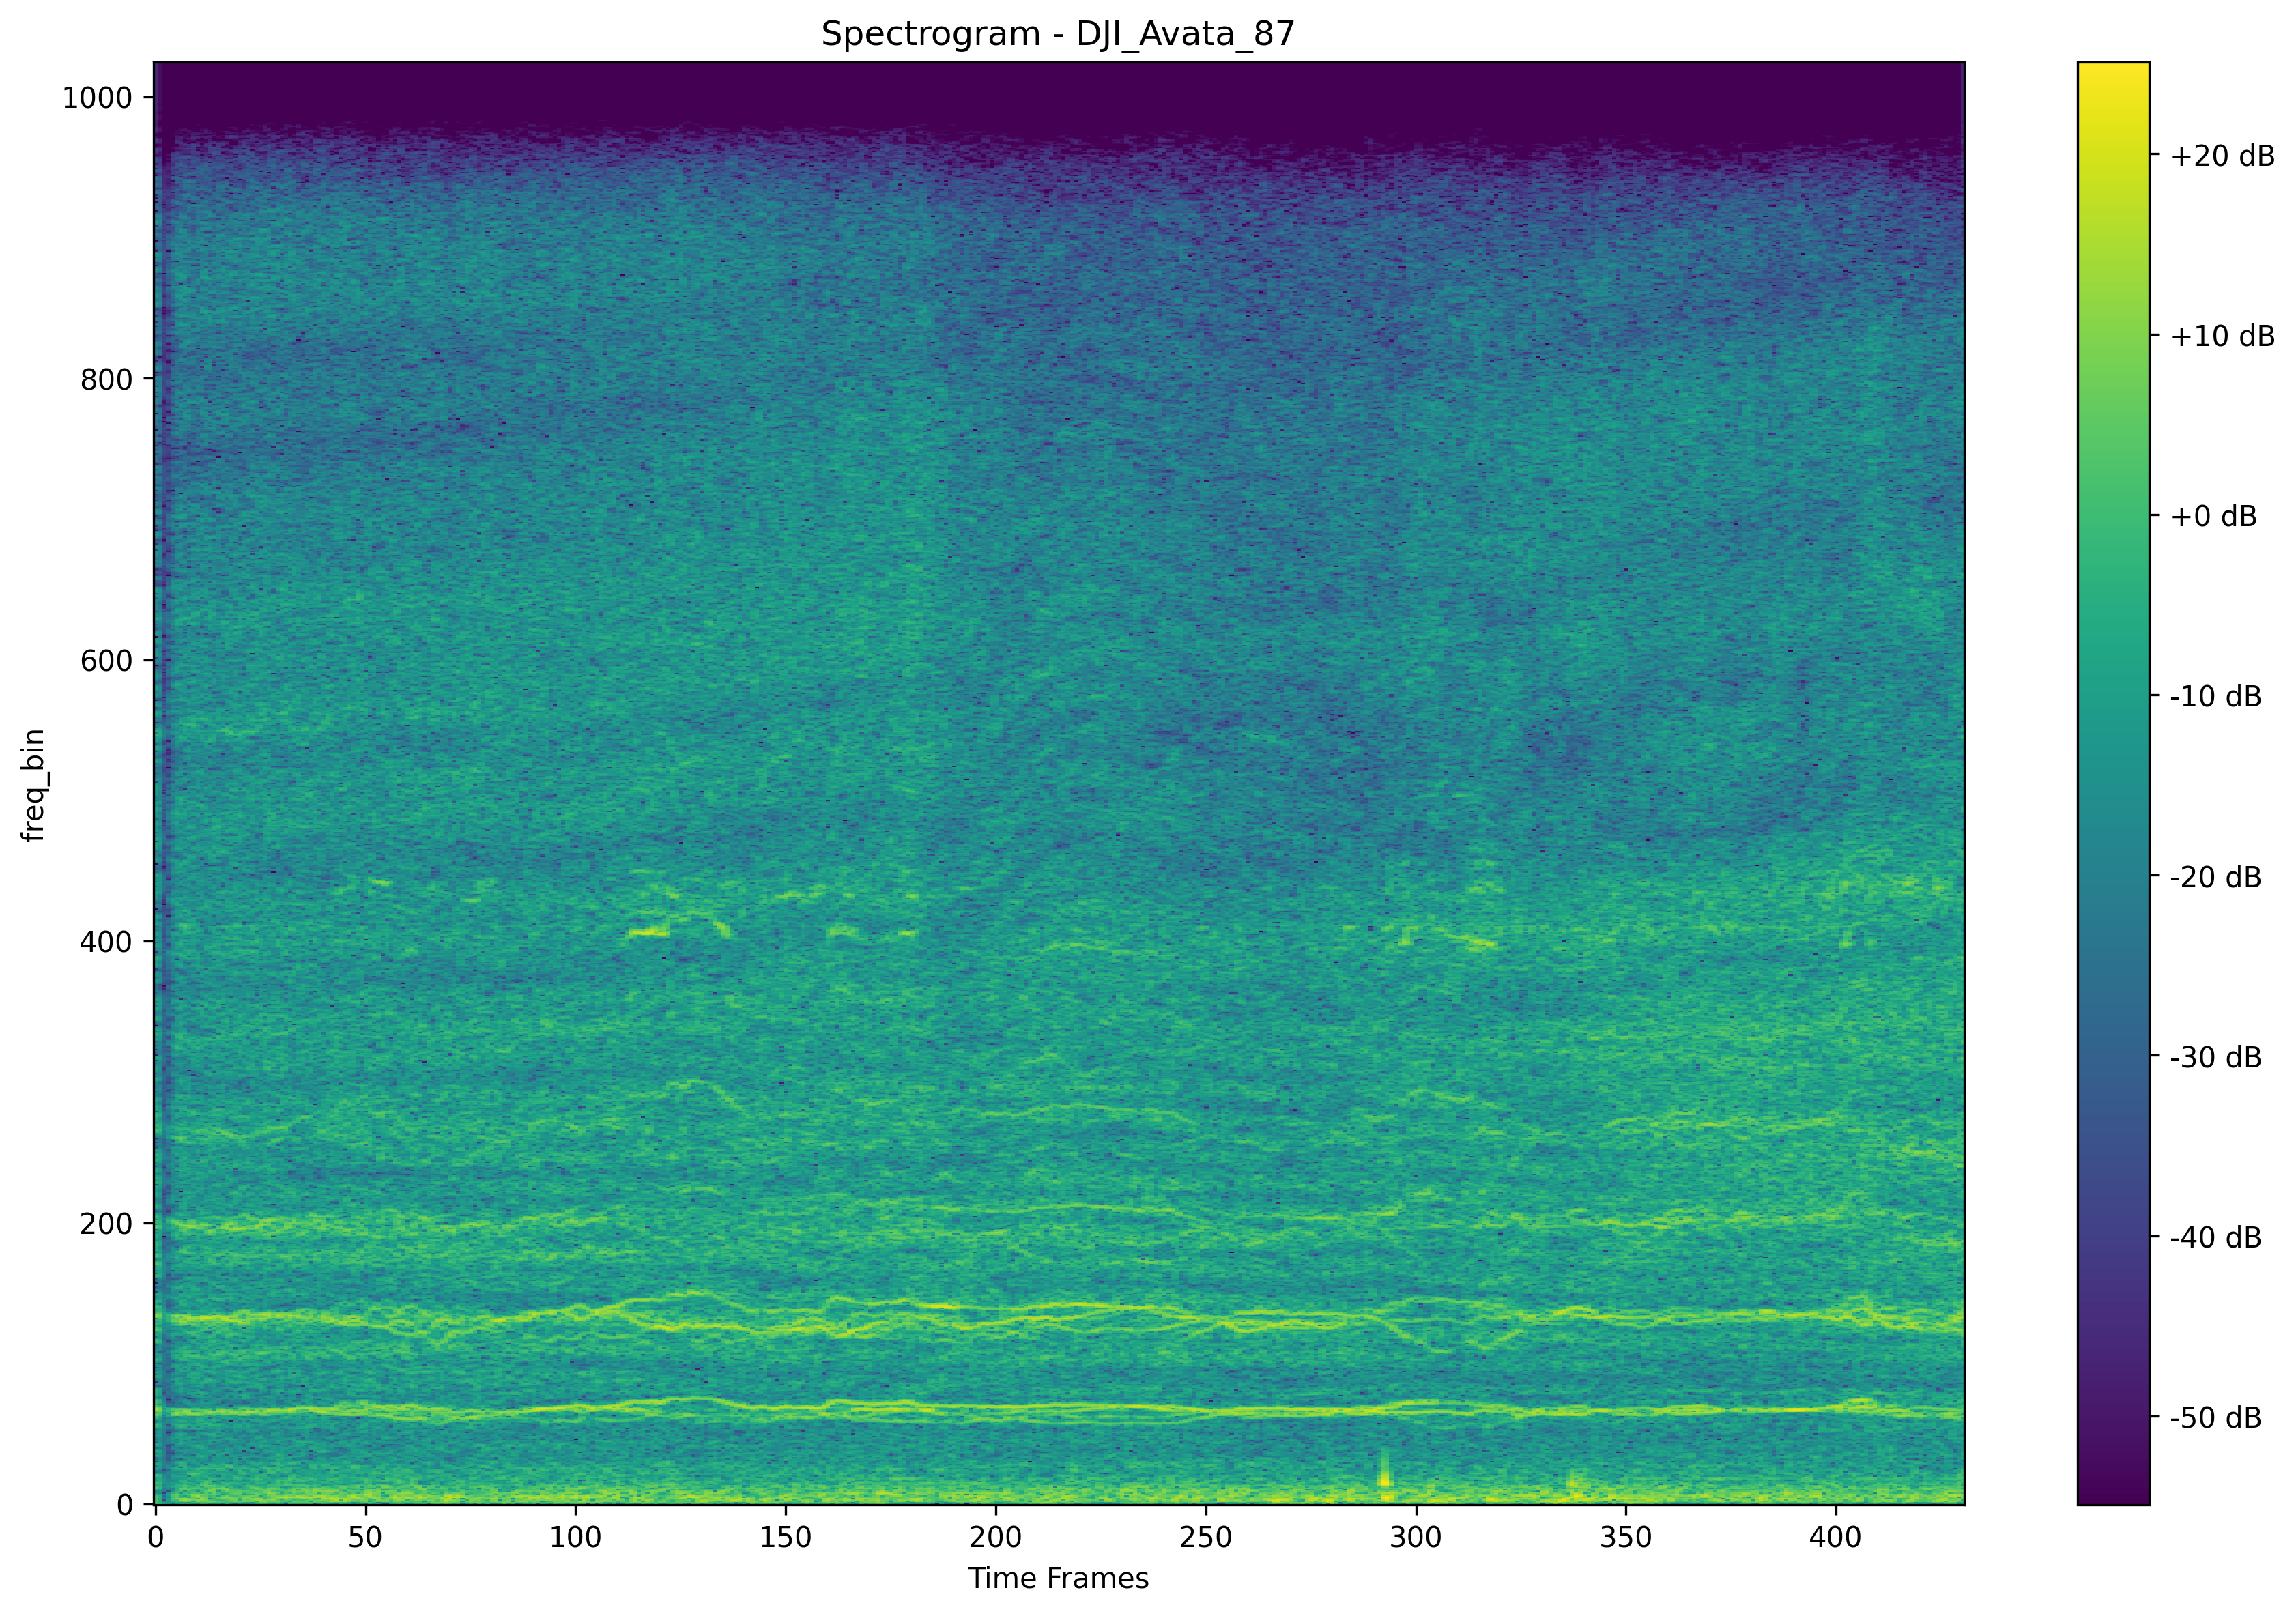 Spectrogram - DJI_Avata_87
freq_bin
1000
800
600
400
200
0
0 50 100 150 200 250 300 350 400
Time Frames
+20 dB
+10 dB
+0 dB
-10 dB
-20 dB
-30 dB
-40 dB
-50 dB